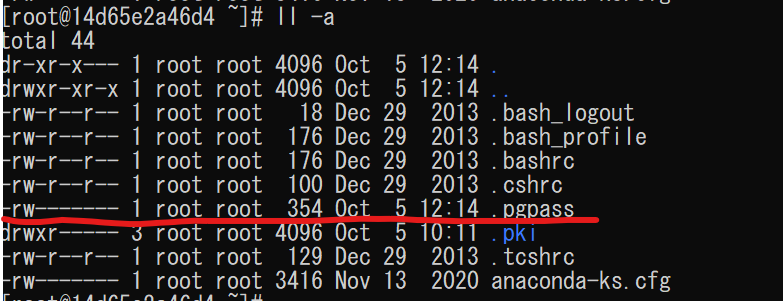 [root@14d65e2a46d4 ~]# ll -a
total 44
dr-xr-x--- 1 root root 4096 Oct  5 12:14 .
drwxr-xr-x 1 root root 4096 Oct  5 12:14 ..
-rw-r--r-- 1 root root   18 Dec 29  2013 .bash_logout
-rw-r--r-- 1 root root  176 Dec 29  2013 .bash_profile
-rw-r--r-- 1 root root  176 Dec 29  2013 .bashrc
-rw-r--r-- 1 root root  100 Dec 29  2013 .cshrc
-rw------- 1 root root  354 Oct  5 12:14 .pgpass
drwxr----- 3 root root 4096 Oct  5 10:11 .pki
-rw-r--r-- 1 root root  129 Dec 29  2013 .tcshrc
-rw------- 1 root root 3416 Nov 13  2020 anaconda-ks.cfg
[root@14d65e2a46d4 ~]#